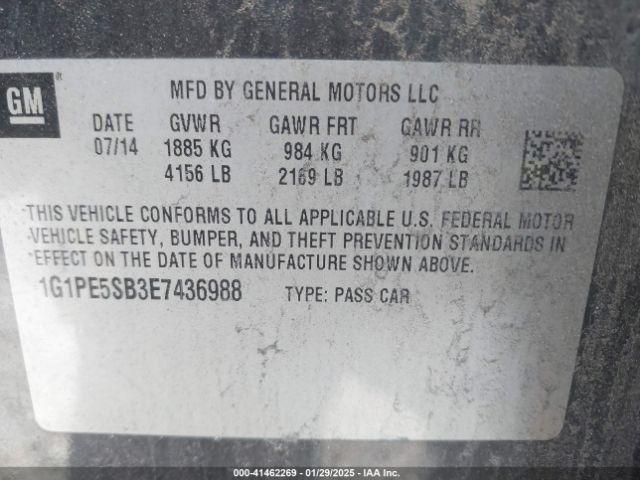 GM ®
MFD BY GENERAL MOTORS LLC
DATE GVWR GAWR FRT GAWR RR
07/14 1885 KG 984 KG 901 KG
4156 LB 2169 LB 1987 LB
THIS VEHICLE CONFORMS TO ALL APPLICABLE U.S. FEDERAL MOTOR
VEHICLE SAFETY, BUMPER, AND THEFT PREVENTION STANDARDS IN
EFFECT ON THE DATE OF MANUFACTURE SHOWN ABOVE.
1G1PE5SB3E7436988 TYPE: PASS CAR
000-41462269 • 01/29/2025 • IAA Inc.